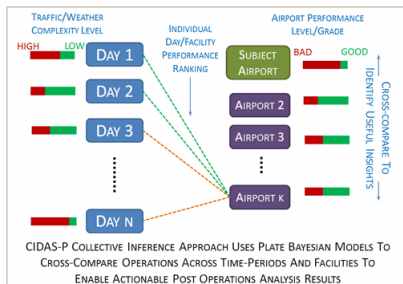 TRAFFIC/WEATHER
COMPLEXITY LEVEL
HIGH LOW
INDIVIDUAL
DAY/FACILITY
PERFORMANCE
RANKING
AIRPORT PERFORMANCE
LEVEL/GRADE
BAD GOOD
DAY 1
DAY 2
DAY 3
DAY N
SUBJECT
AIRPORT
AIRPORT 2
AIRPORT 3
AIRPORT K
CROSS-COMPARE TO
IDENTIFY USEFUL INSIGHTS
CIDAS-P COLLECTIVE INFERENCE APPROACH USES PLATE BAYESIAN MODELS TO
CROSS-COMPARE OPERATIONS ACROSS TIME-PERIODS AND FACILITIES TO
ENABLE ACTIONABLE POST OPERATIONS ANALYSIS RESULTS